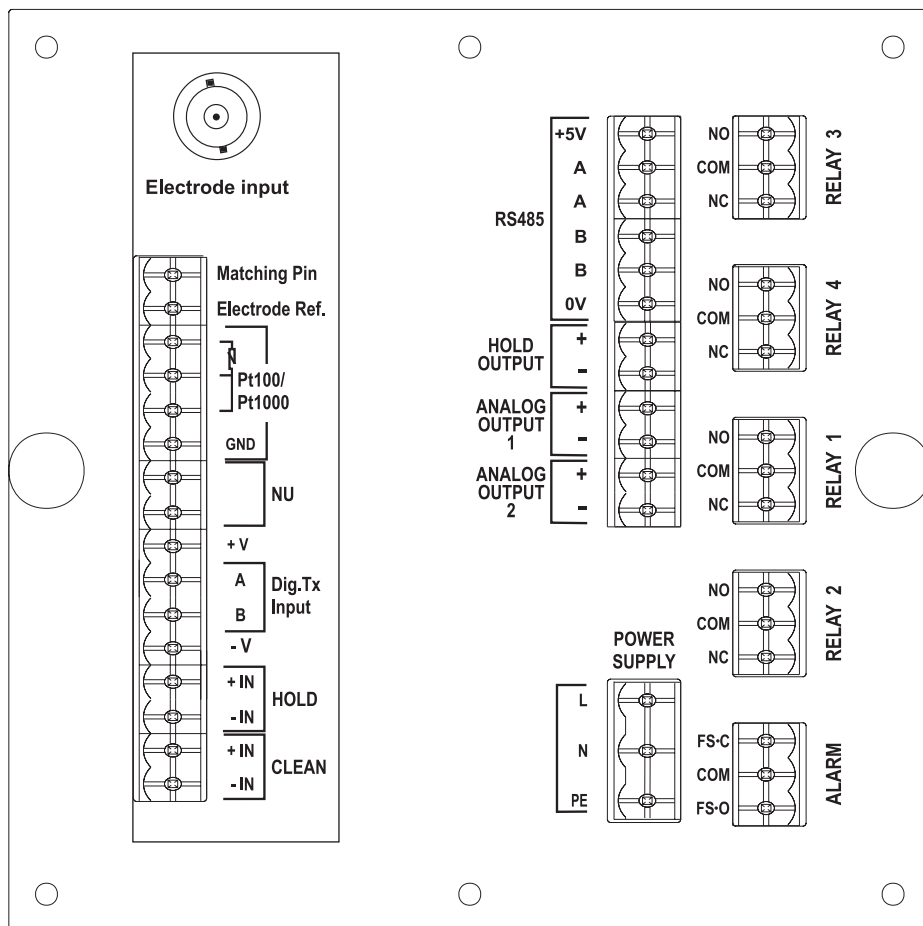 Electrode input
Matching Pin
Electrode Ref.
Pt100/
Pt1000
GND
NU
+ V
A
B
Dig.Tx
Input
- V
+ IN
- IN
HOLD
+ IN
- IN
CLEAN
RS485
+5V
A
A
B
B
0V
HOLD
OUTPUT
+
-
ANALOG
OUTPUT
1
+
-
ANALOG
OUTPUT
2
+
-
POWER
SUPPLY
L
N
PE
NO
COM
NC
RELAY 3
NO
COM
NC
RELAY 4
NO
COM
NC
RELAY 1
NO
COM
NC
RELAY 2
FS·C
COM
FS·O
ALARM